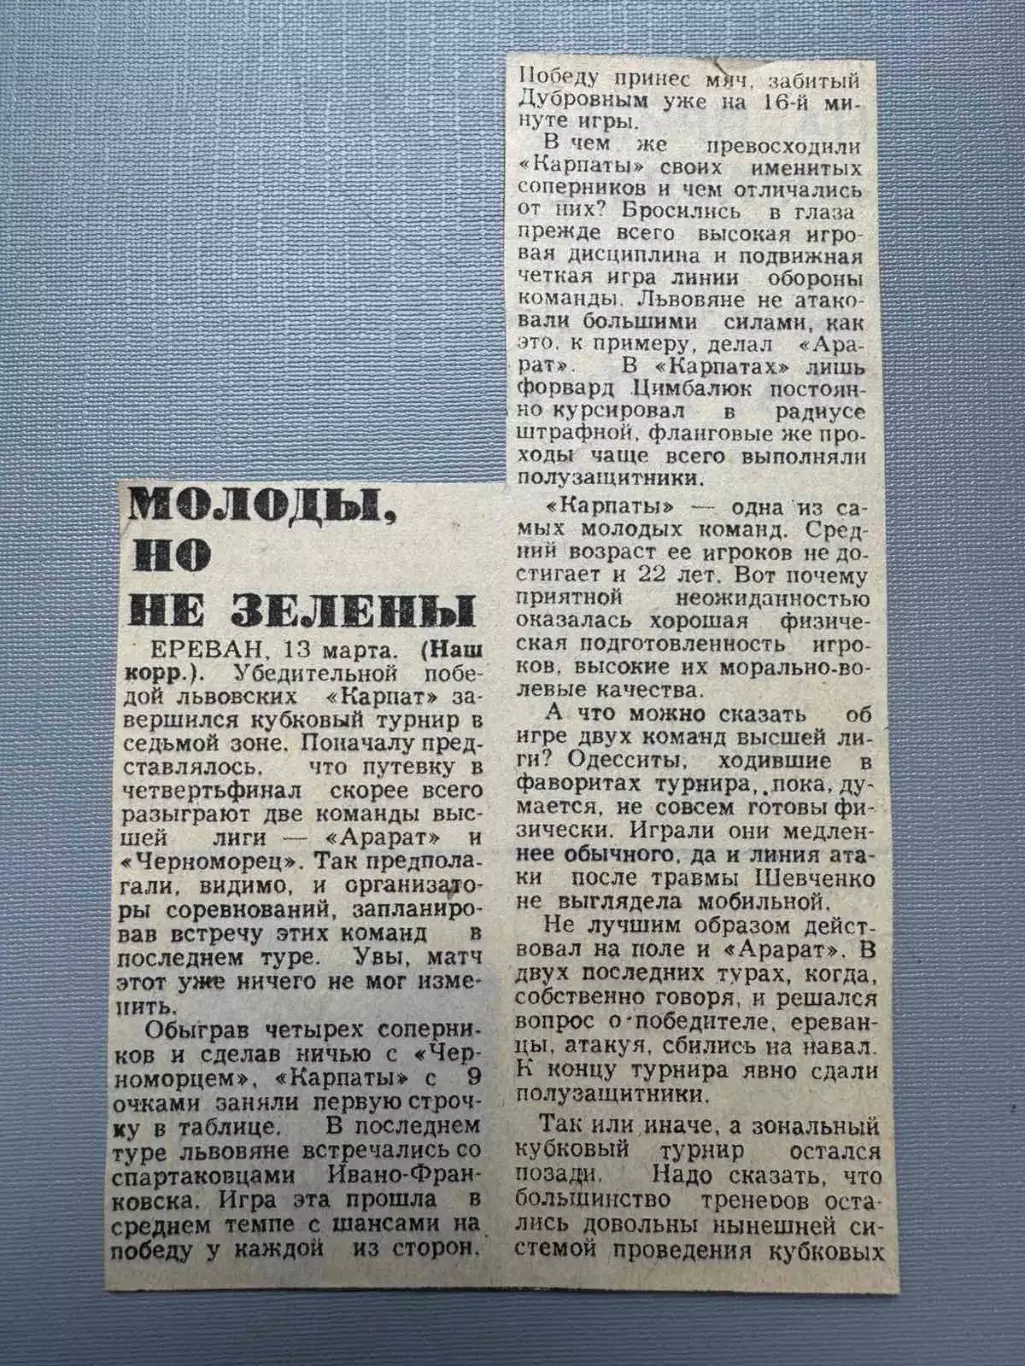 МОЛОДЫ,
НО
НЕ ЗЕЛЕНЫ
ЕРЕВАН, 13 марта. (Наш
корр.). Убедительной побе-
дой львовских «Карпат» за-
вершился кубковый турнир в
седьмой зоне. Поначалу пред-
ставлялось, что путевку в
четвертьфинал скорее всего
разыграют две команды выс-
шей лиги — «Арарат» и
«Черноморец». Так предпола-
гали, видимо, и организато-
ры соревнований, запланиро-
вав встречу этих команд в
последнем туре. Увы, матч
этот уже ничего не мог изме-
нить.
Обыграв четырех соперни-
ков и сделав ничью с «Чер-
номорцем», «Карпаты» с 9
очками заняли первую строч-
ку в таблице. В последнем
туре львовяне встречались со
спартаковцами Ивано-Фран-
ковска. Игра эта прошла в
среднем темпе с шансами на
победу у каждой из сторон.
Победу принес мяч, забитый
Дубровным уже на 16-й ми-
нуте игры.
В чем же превосходили
«Карпаты» своих именитых
соперников и чем отличались
от них? Бросились в глаза
прежде всего высокая игро-
вая дисциплина и подвижная
четкая игра линии обороны
команды. Львовяне не атако-
вали большими силами, как
это, к примеру, делал «Ара-
рат». В «Карпатах» лишь
форвард Цимбалюк постоян-
но курсировал в радиусе
штрафной, фланговые же про-
ходы чаще всего выполняли
полузащитники.
«Карпаты» — одна из са-
мых молодых команд. Сред-
ний возраст ее игроков не до-
стигает и 22 лет. Вот почему
приятной неожиданностью
оказалась хорошая физиче-
ская подготовленность игро-
ков, высокие их морально-во-
левые качества.
А что можно сказать об
игре двух команд высшей ли-
ги? Одесситы, ходившие в
фаворитах турнира, пока, ду-
мается, не совсем готовы фи-
зически. Играли они медлен-
нее обычного, да и линия ата-
ки после травмы Шевченко
не выглядела мобильной.
Не лучшим образом дейст-
вовал на поле и «Арарат». В
двух последних турах, когда,
собственно говоря, и решался
вопрос о победителе, ереван-
цы, атакуя, сбились на навал.
К концу турнира явно сдали
полузащитники.
Так или иначе, а зональный
кубковый турнир остался
позади. Надо сказать, что
большинство тренеров оста-
лись довольны нынешней си-
стемой проведения кубковых